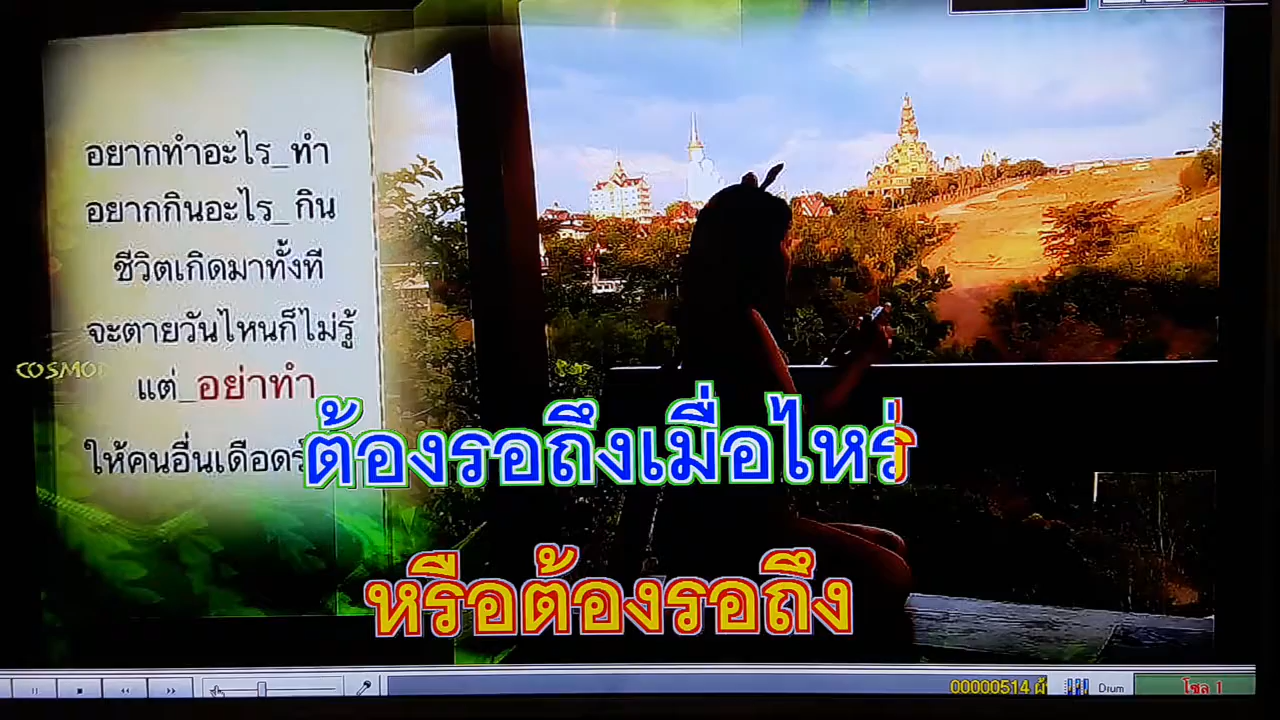 อยากทำอะไร_ทำ
อยากกินอะไร_กิน
ชีวิตเกิดมาทั้งที
จะตายวันไหนก็ไม่รู้
แต่_อย่าทำ
ให้คนอื่นเดือดร้
COSMO
ต้องรอถึงเมื่อไหร่
หรือต้องรอถึง
00000514 ผ้
Drum
โซล 1